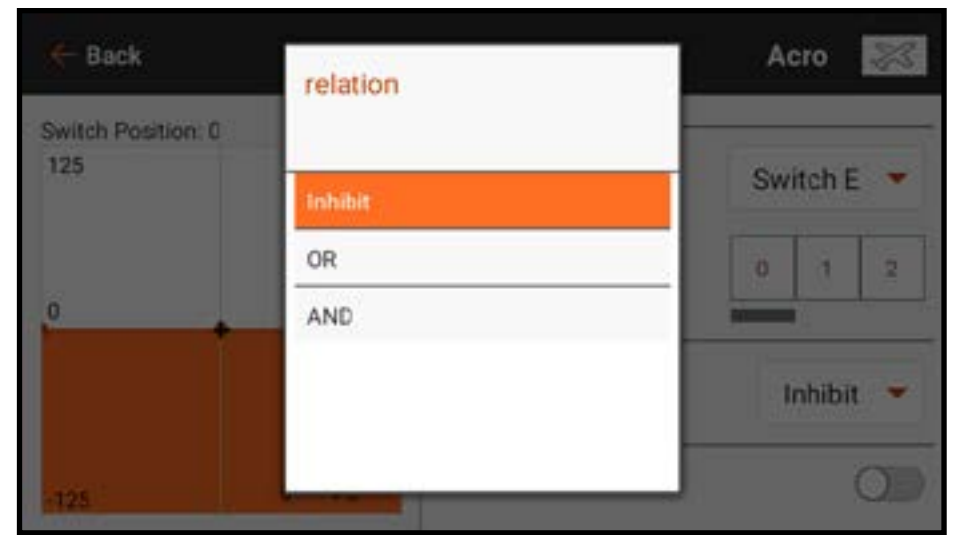 Back
Acro
relation
Switch Position: 0
125
Switch E
Inhibit
OR
0 1 2
0
AND
Inhibit
-125